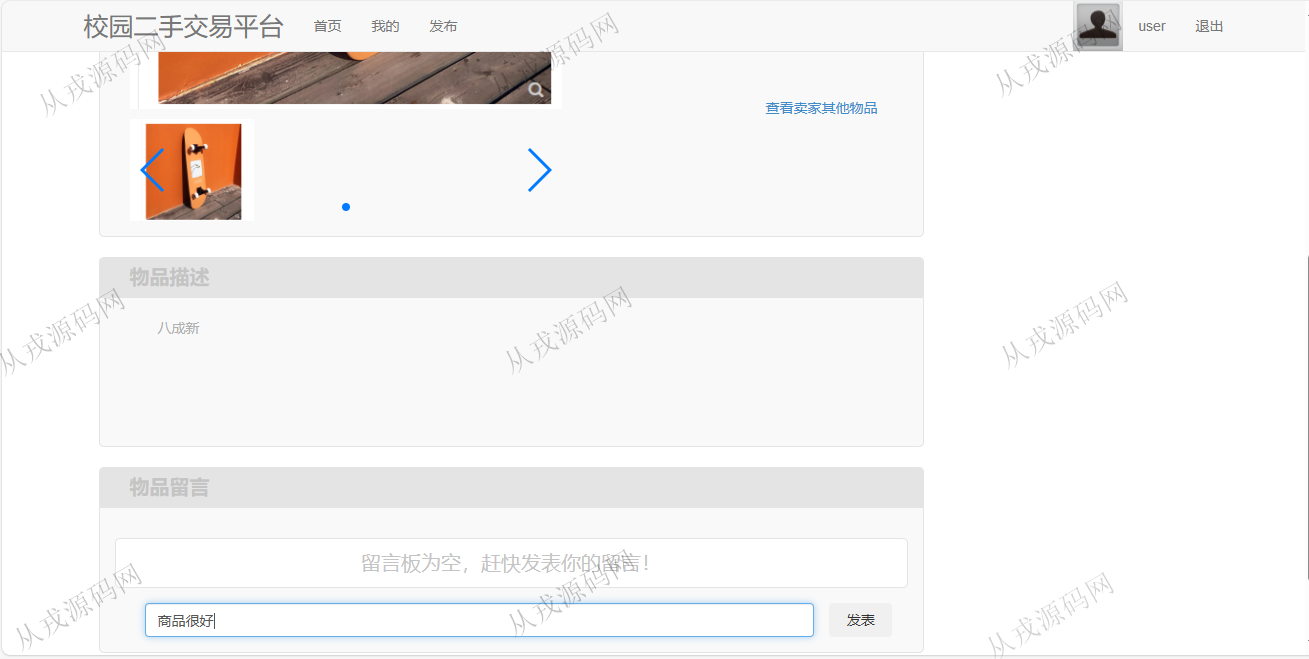 校园二手交易平台 首页 我的 发布 user 退出
查看卖家其他物品
物品描述
八成新
物品留言
留言板为空，赶快发表你的留言！
商品很好 发表
从戎源码网
从戎源码网
从戎源码网
从戎源码网
从戎源码网
从戎源码网
从戎源码网
从戎源码网
从戎源码网